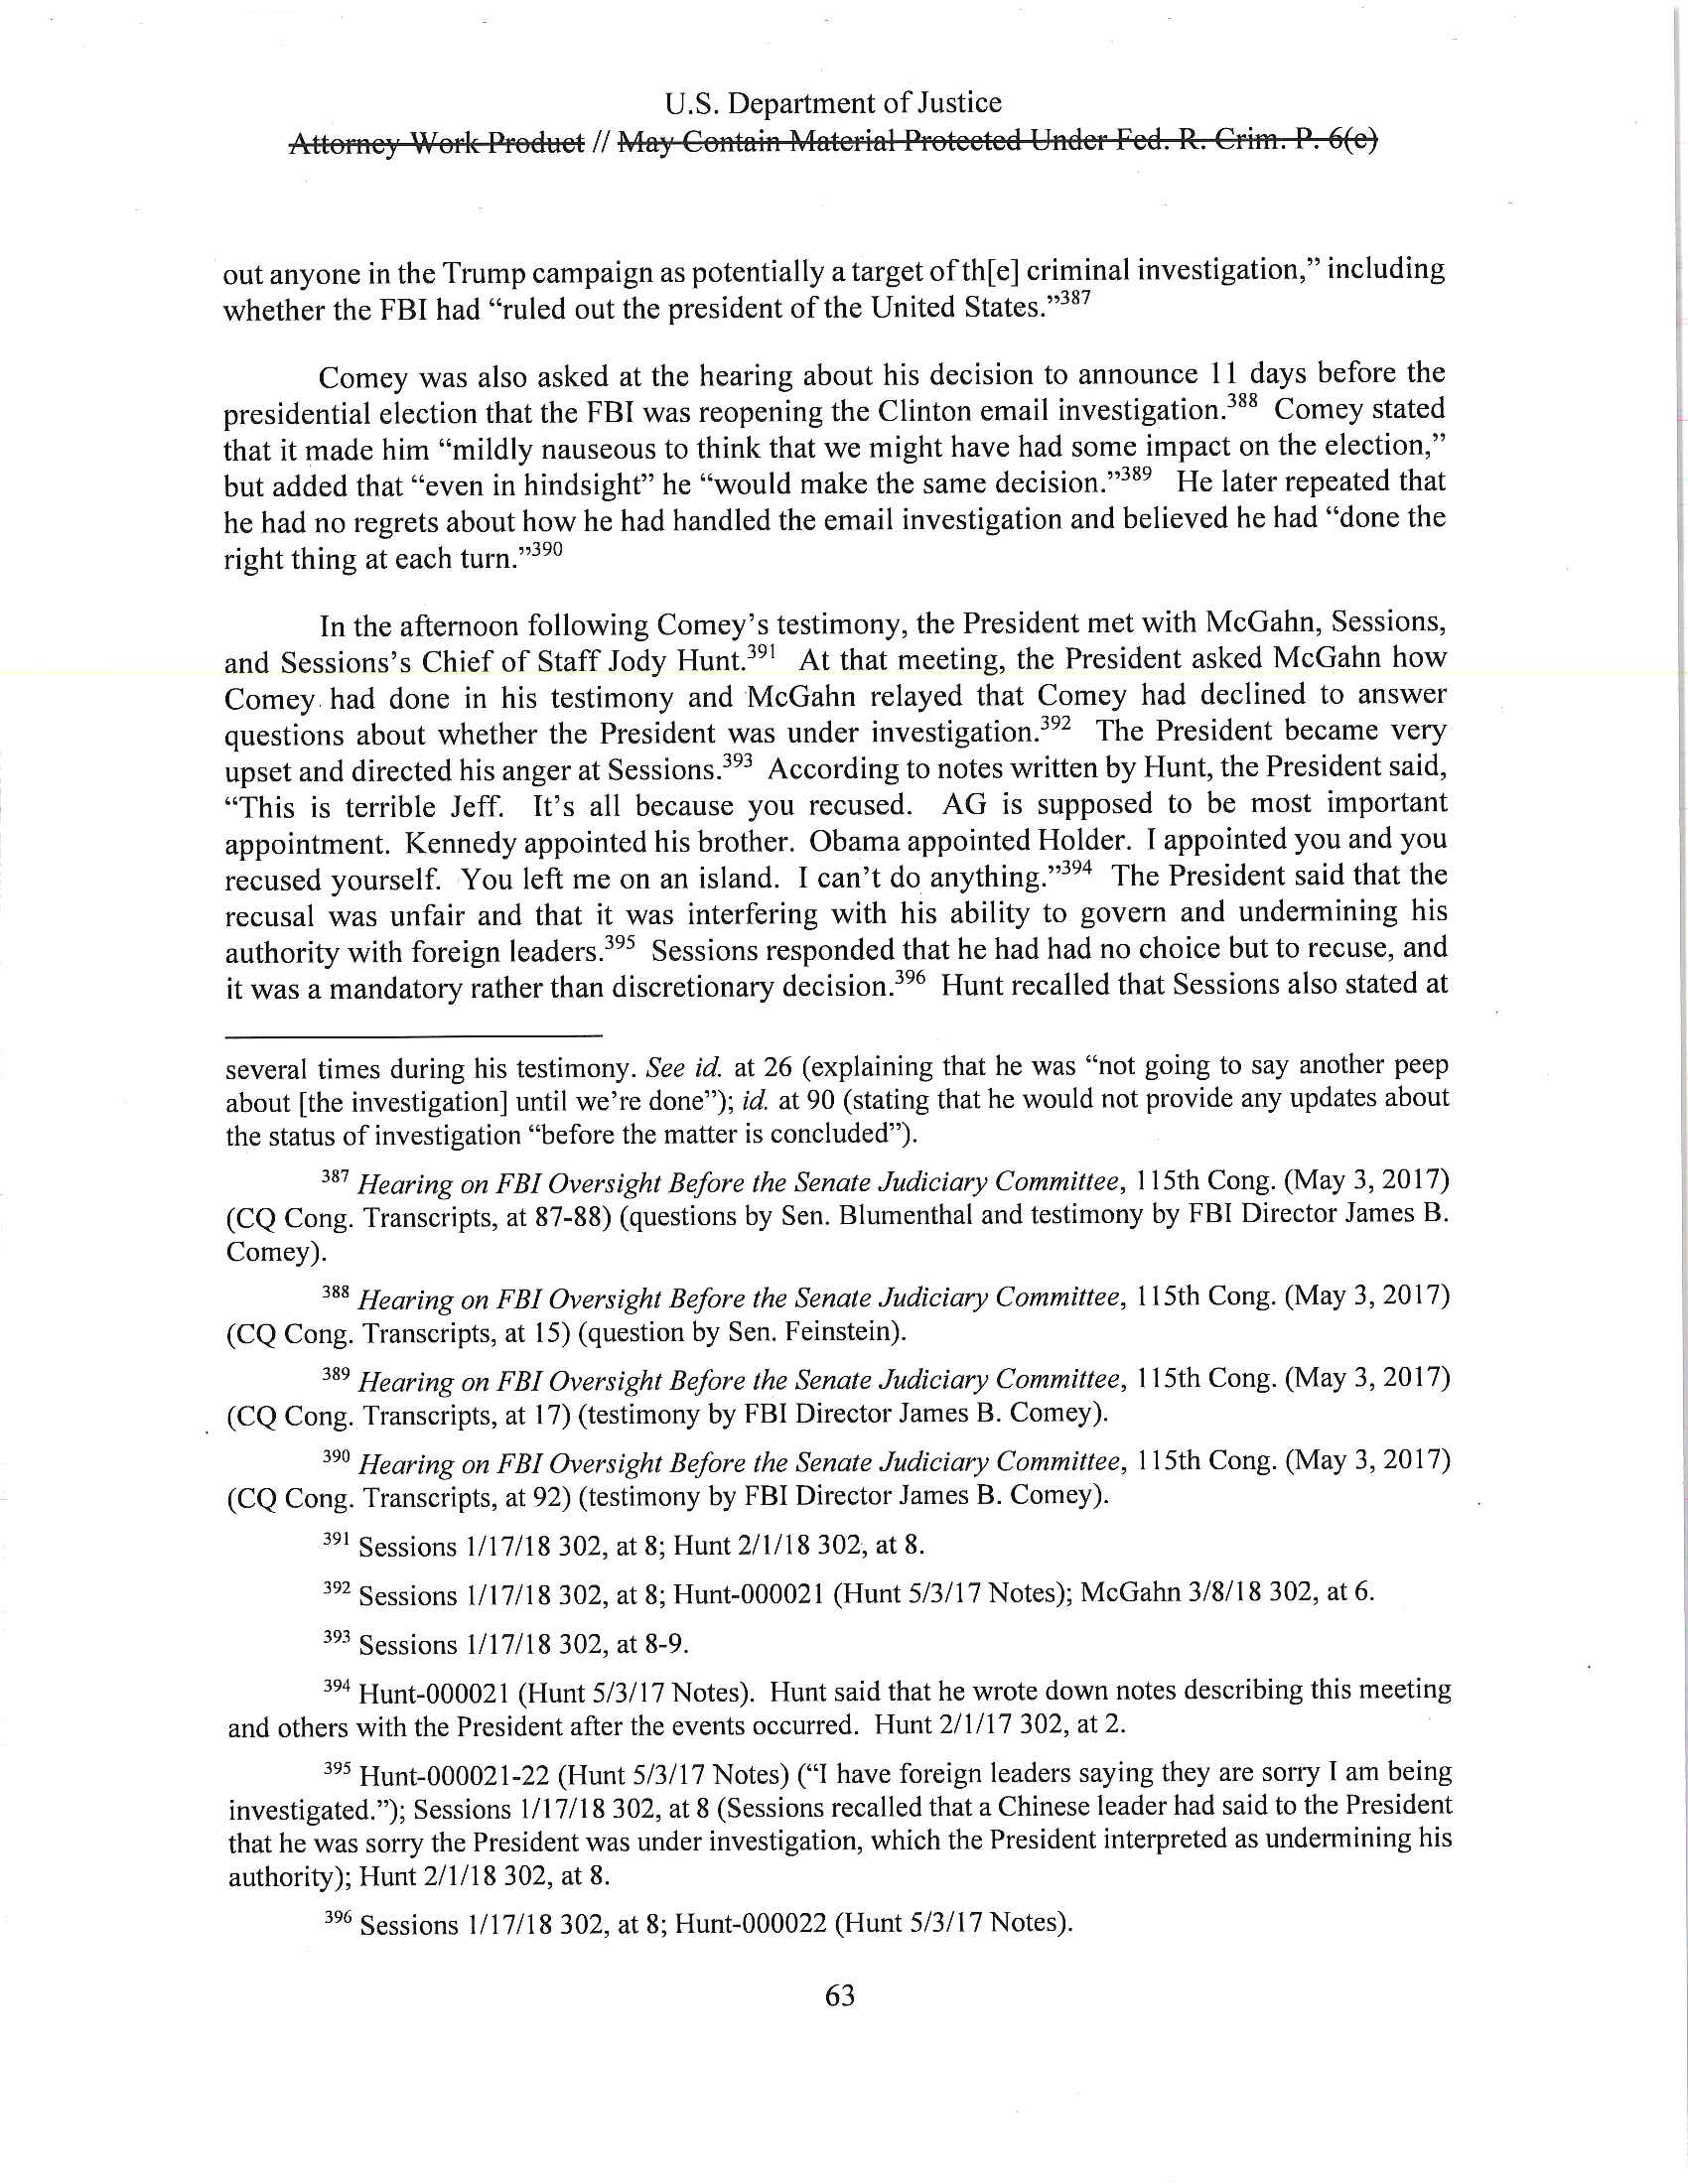 U.S. Department of Justice
Attorney Work Product // May Contain Material Protected Under Fed. R. Crim. P. 6(e)
out anyone in the Trump campaign as potentially a target of th[e] criminal investigation,” including
whether the FBI had “ruled out the president of the United States.”387
Comey was also asked at the hearing about his decision to announce 11 days before the
presidential election that the FBI was reopening the Clinton email investigation.388 Comey stated
that it made him “mildly nauseous to think that we might have had some impact on the election,”
but added that “even in hindsight” he “would make the same decision.”389 He later repeated that
he had no regrets about how he had handled the email investigation and believed he had “done the
right thing at each turn.”390
In the afternoon following Comey’s testimony, the President met with McGahn, Sessions,
and Sessions’s Chief of Staff Jody Hunt.391 At that meeting, the President asked McGahn how
Comey had done in his testimony and McGahn relayed that Comey had declined to answer
questions about whether the President was under investigation.392 The President became very
upset and directed his anger at Sessions.393 According to notes written by Hunt, the President said,
“This is terrible Jeff. It’s all because you recused. AG is supposed to be most important
appointment. Kennedy appointed his brother. Obama appointed Holder. I appointed you and you
recused yourself. You left me on an island. I can’t do anything.”394 The President said that the
recusal was unfair and that it was interfering with his ability to govern and undermining his
authority with foreign leaders.395 Sessions responded that he had had no choice but to recuse, and
it was a mandatory rather than discretionary decision.396 Hunt recalled that Sessions also stated at
several times during his testimony. See id. at 26 (explaining that he was “not going to say another peep
about [the investigation] until we’re done”); id. at 90 (stating that he would not provide any updates about
the status of investigation “before the matter is concluded”).
387 Hearing on FBI Oversight Before the Senate Judiciary Committee, 115th Cong. (May 3, 2017)
(CQ Cong. Transcripts, at 87-88) (questions by Sen. Blumenthal and testimony by FBI Director James B.
Comey).
388 Hearing on FBI Oversight Before the Senate Judiciary Committee, 115th Cong. (May 3, 2017)
(CQ Cong. Transcripts, at 15) (question by Sen. Feinstein).
389 Hearing on FBI Oversight Before the Senate Judiciary Committee, 115th Cong. (May 3, 2017)
(CQ Cong. Transcripts, at 17) (testimony by FBI Director James B. Comey).
390 Hearing on FBI Oversight Before the Senate Judiciary Committee, 115th Cong. (May 3, 2017)
(CQ Cong. Transcripts, at 92) (testimony by FBI Director James B. Comey).
391 Sessions 1/17/18 302, at 8; Hunt 2/1/18 302, at 8.
392 Sessions 1/17/18 302, at 8; Hunt-000021 (Hunt 5/3/17 Notes); McGahn 3/8/18 302, at 6.
393 Sessions 1/17/18 302, at 8-9.
394 Hunt-000021 (Hunt 5/3/17 Notes). Hunt said that he wrote down notes describing this meeting
and others with the President after the events occurred. Hunt 2/1/17 302, at 2.
395 Hunt-000021-22 (Hunt 5/3/17 Notes) (“I have foreign leaders saying they are sorry I am being
investigated.”); Sessions 1/17/18 302, at 8 (Sessions recalled that a Chinese leader had said to the President
that he was sorry the President was under investigation, which the President interpreted as undermining his
authority); Hunt 2/1/18 302, at 8.
396 Sessions 1/17/18 302, at 8; Hunt-000022 (Hunt 5/3/17 Notes).
63